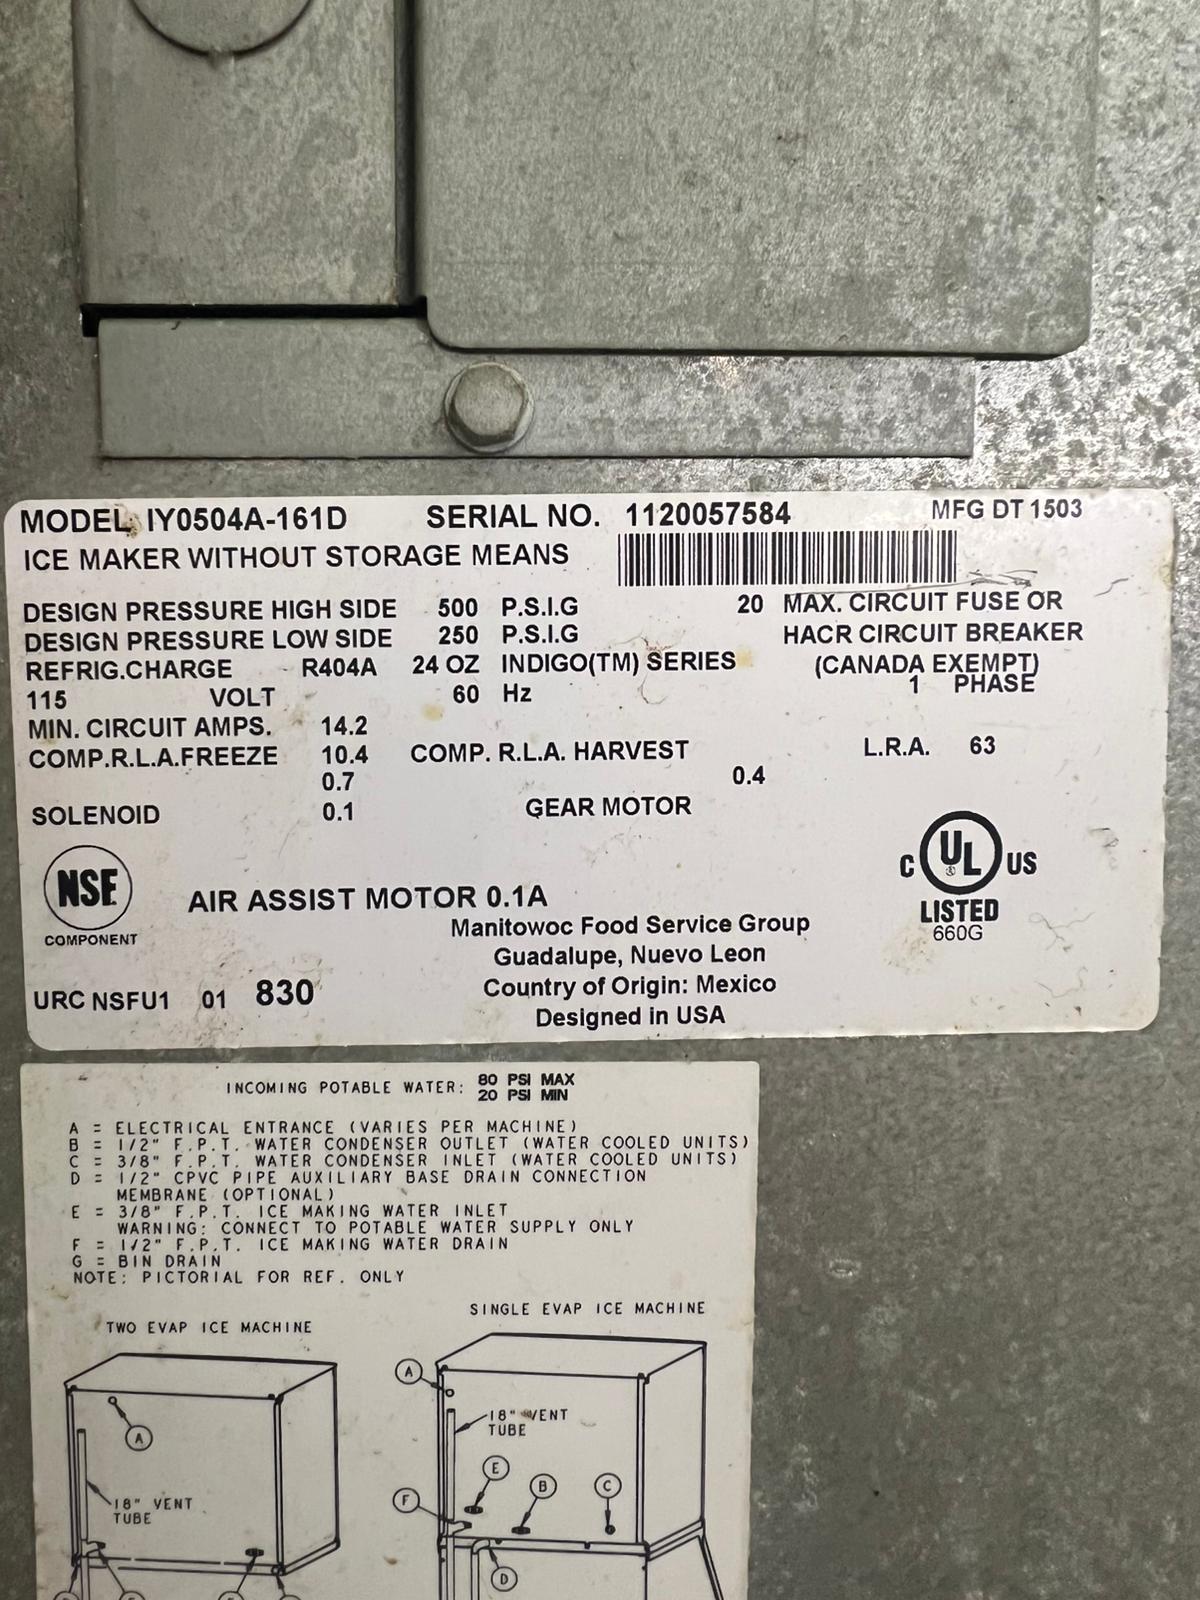 MODEL IY0504A-161D SERIAL NO. 1120057584 MFG DT 1503
ICE MAKER WITHOUT STORAGE MEANS
DESIGN PRESSURE HIGH SIDE 500 P.S.I.G 20 MAX. CIRCUIT FUSE OR
DESIGN PRESSURE LOW SIDE 250 P.S.I.G HACR CIRCUIT BREAKER
REFRIG.CHARGE R404A 24 OZ INDIGO(TM) SERIES (CANADA EXEMPT)
115 VOLT 60 Hz 1 PHASE
MIN. CIRCUIT AMPS. 14.2
COMP.R.L.A.FREEZE 10.4 COMP. R.L.A. HARVEST L.R.A. 63
0.7 0.4
SOLENOID 0.1 GEAR MOTOR
NSF
COMPONENT
C UL ® US
LISTED
660G
AIR ASSIST MOTOR 0.1A
Manitowoc Food Service Group
Guadalupe, Nuevo Leon
Country of Origin: Mexico
Designed in USA
URC NSFU1 01 830
INCOMING POTABLE WATER: 80 PSI MAX
20 PSI MIN
A = ELECTRICAL ENTRANCE (VARIES PER MACHINE)
B = 1/2" F.P.T. WATER CONDENSER OUTLET (WATER COOLED UNITS)
C = 3/8" F.P.T. WATER CONDENSER INLET (WATER COOLED UNITS)
D = 1/2" CPVC PIPE AUXILIARY BASE DRAIN CONNECTION
MEMBRANE (OPTIONAL)
E = 3/8" F.P.T. ICE MAKING WATER INLET
WARNING: CONNECT TO POTABLE WATER SUPPLY ONLY
F = 1/2" F.P.T. ICE MAKING WATER DRAIN
G = BIN DRAIN
NOTE: PICTORIAL FOR REF. ONLY
TWO EVAP ICE MACHINE
A
18" VENT
TUBE
SINGLE EVAP ICE MACHINE
A
18" VENT
TUBE
E
B
C
F
D